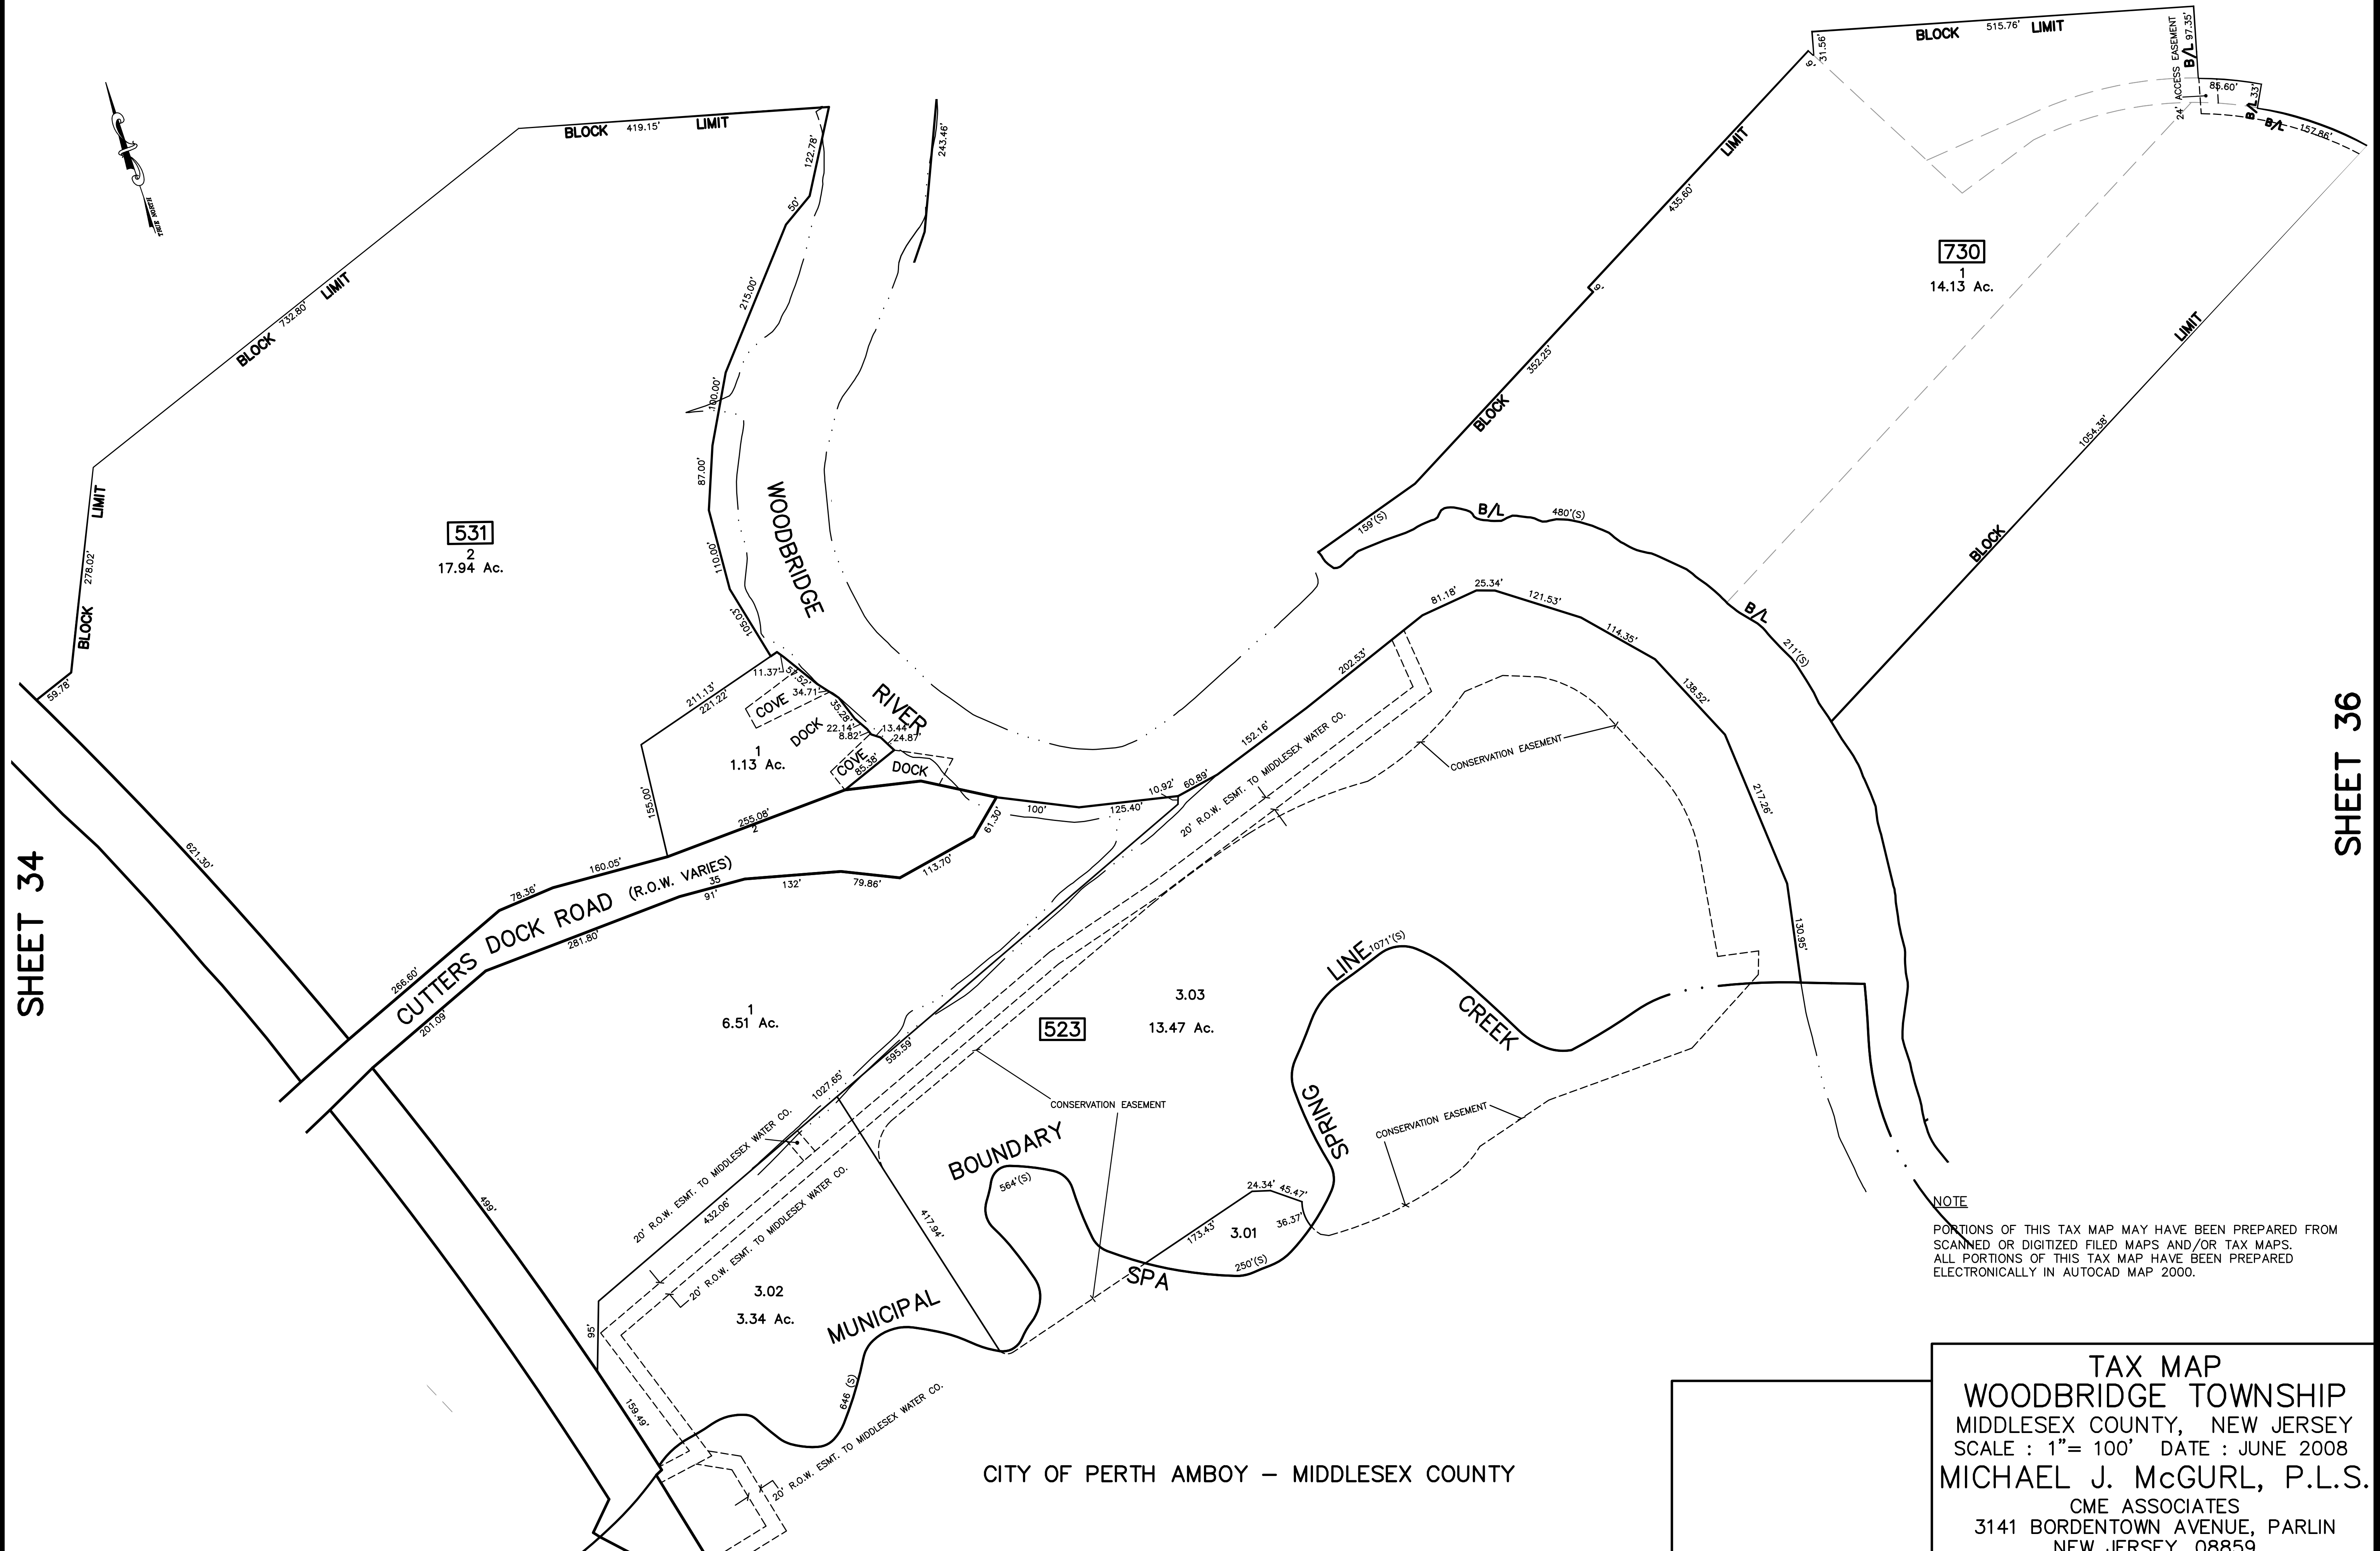 TRUE NORTH
BLOCK 419.15' LIMIT
122.78'
243.46'
50'
215.00'
BLOCK 732.80' LIMIT
100.00'
87.00'
110.00'
105.03'
BLOCK 278.02' LIMIT
59.78'
531
2
17.94 Ac.
WOODBRIDGE
RIVER
BLOCK 515.76' LIMIT
31.56'
9'
24' ACCESS EASEMENT
B/L 97.35'
85.60'
B/L 33'
B/L 157.86'
LIMIT
435.60'
9'
352.25'
BLOCK
159'(S)
730
1
14.13 Ac.
LIMIT
1054.38'
BLOCK
B/L
480'(S)
B/L
211'(S)
211.13'
221.22'
11.37'
51.52'
34.71'
COVE
35.28'
DOCK
22.14'
8.82'
13.44'
24.87'
1
1.13 Ac.
COVE
85.38'
DOCK
155.00'
255.08'
2
61.30'
100'
125.40'
10.92'
60.89'
152.16'
202.53'
81.18'
25.34'
121.53'
114.35'
138.52'
217.26'
130.95'
20' R.O.W. ESMT. TO MIDDLESEX WATER CO.
CONSERVATION EASEMENT
SHEET 34
SHEET 36
621.30'
78.36'
160.05'
CUTTERS DOCK ROAD (R.O.W. VARIES)
35
91'
132'
79.86'
113.70'
281.80'
266.60'
201.09'
1
6.51 Ac.
523
3.03
13.47 Ac.
595.59'
1027.65'
CONSERVATION EASEMENT
LINE
1071'(S)
CREEK
SPRING
CONSERVATION EASEMENT
20' R.O.W. ESMT. TO MIDDLESEX WATER CO.
432.06'
20' R.O.W. ESMT. TO MIDDLESEX WATER CO.
417.94'
BOUNDARY
564'(S)
24.34'
45.47'
173.43'
36.37'
3.01
250'(S)
SPA
499'
95'
3.02
3.34 Ac.
MUNICIPAL
646 (S)
159.49'
20' R.O.W. ESMT. TO MIDDLESEX WATER CO.
CITY OF PERTH AMBOY – MIDDLESEX COUNTY
NOTE
PORTIONS OF THIS TAX MAP MAY HAVE BEEN PREPARED FROM
SCANNED OR DIGITIZED FILED MAPS AND/OR TAX MAPS.
ALL PORTIONS OF THIS TAX MAP HAVE BEEN PREPARED
ELECTRONICALLY IN AUTOCAD MAP 2000.
TAX MAP
WOODBRIDGE TOWNSHIP
MIDDLESEX COUNTY, NEW JERSEY
SCALE : 1"= 100' DATE : JUNE 2008
MICHAEL J. McGURL, P.L.S.
CME ASSOCIATES
3141 BORDENTOWN AVENUE, PARLIN
NEW JERSEY 08859